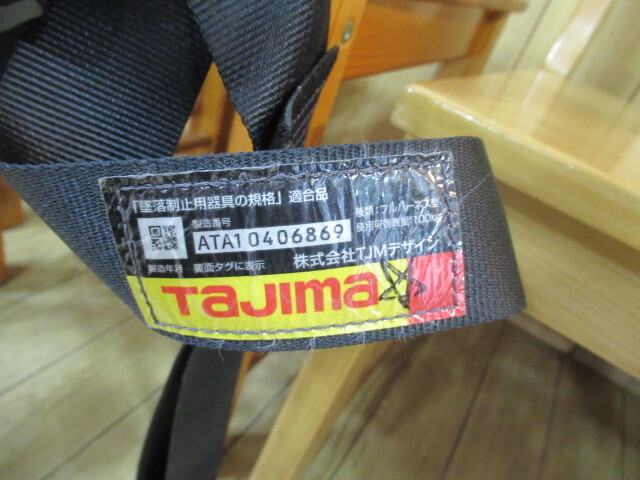 「墜落制止用器具の規格」適合品
製造番号
ATA10406869
種類:フルハーネス型
使用可能質量:100kg
製造年月 裏面タグに表示
株式会社TJMデザイン
TaJIma